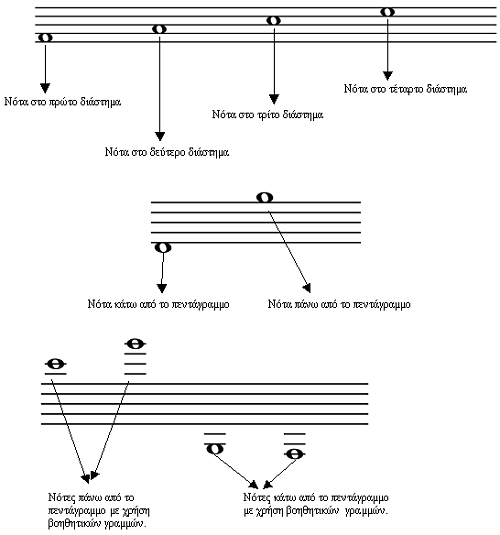 Νότα στο πρώτο διάστημα
Νότα στο δεύτερο διάστημα
Νότα στο τρίτο διάστημα
Νότα στο τέταρτο διάστημα
Νότα κάτω από το πεντάγραμμο
Νότα πάνω από το πεντάγραμμο
Νότες πάνω από το
πεντάγραμμο με χρήση
βοηθητικών γραμμών.
Νότες κάτω από το πεντάγραμμο
με χρήση βοηθητικών γραμμών.